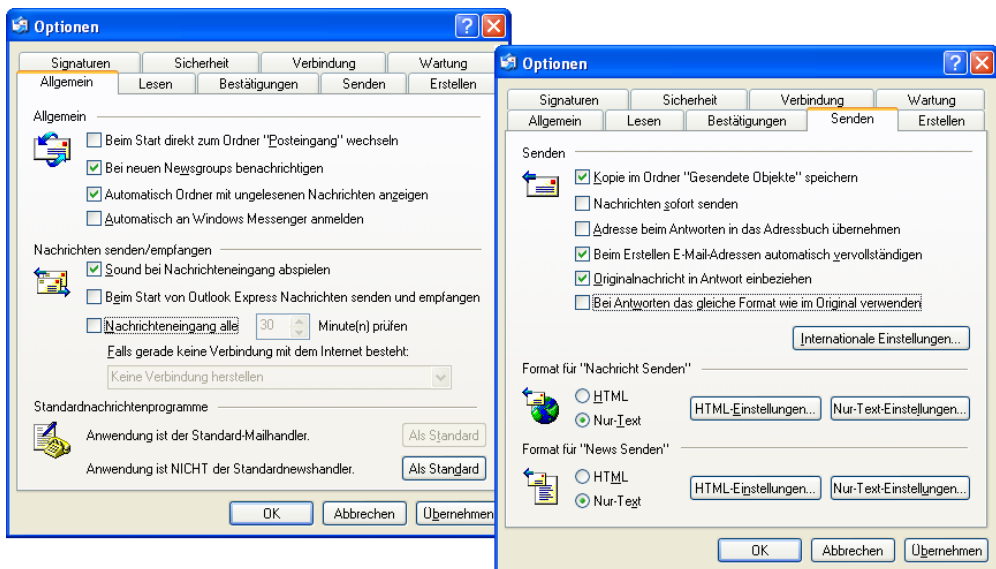 Optionen
Signaturen Sicherheit Verbindung Wartung
Allgemein Lesen Bestätigungen Senden Erstellen
Allgemein
Beim Start direkt zum Ordner "Posteingang" wechseln
Bei neuen Newsgroups benachrichtigen
Automatisch Ordner mit ungelesenen Nachrichten anzeigen
Automatisch an Windows Messenger anmelden
Nachrichten senden/empfangen
Sound bei Nachrichteneingang abspielen
Beim Start von Outlook Express Nachrichten senden und empfangen
Nachrichteneingang alle 30 Minute(n) prüfen
Falls gerade keine Verbindung mit dem Internet besteht:
Keine Verbindung herstellen
Standardnachrichtenprogramme
Anwendung ist der Standard-Mailhandler. Als Standard
Anwendung ist NICHT der Standardnewshandler. Als Standard
OK Abbrechen Übernehmen
Optionen
Signaturen Sicherheit Verbindung Wartung
Allgemein Lesen Bestätigungen Senden Erstellen
Senden
Kopie im Ordner "Gesendete Objekte" speichern
Nachrichten sofort senden
Adresse beim Antworten in das Adressbuch übernehmen
Beim Erstellen E-Mail-Adressen automatisch vervollständigen
Originalnachricht in Antwort einbeziehen
Bei Antworten das gleiche Format wie im Original verwenden
Internationale Einstellungen...
Format für "Nachricht Senden"
HTML
Nur-Text
HTML-Einstellungen... Nur-Text-Einstellungen...
Format für "News Senden"
HTML
Nur-Text
HTML-Einstellungen... Nur-Text-Einstellungen...
OK Abbrechen Übernehmen